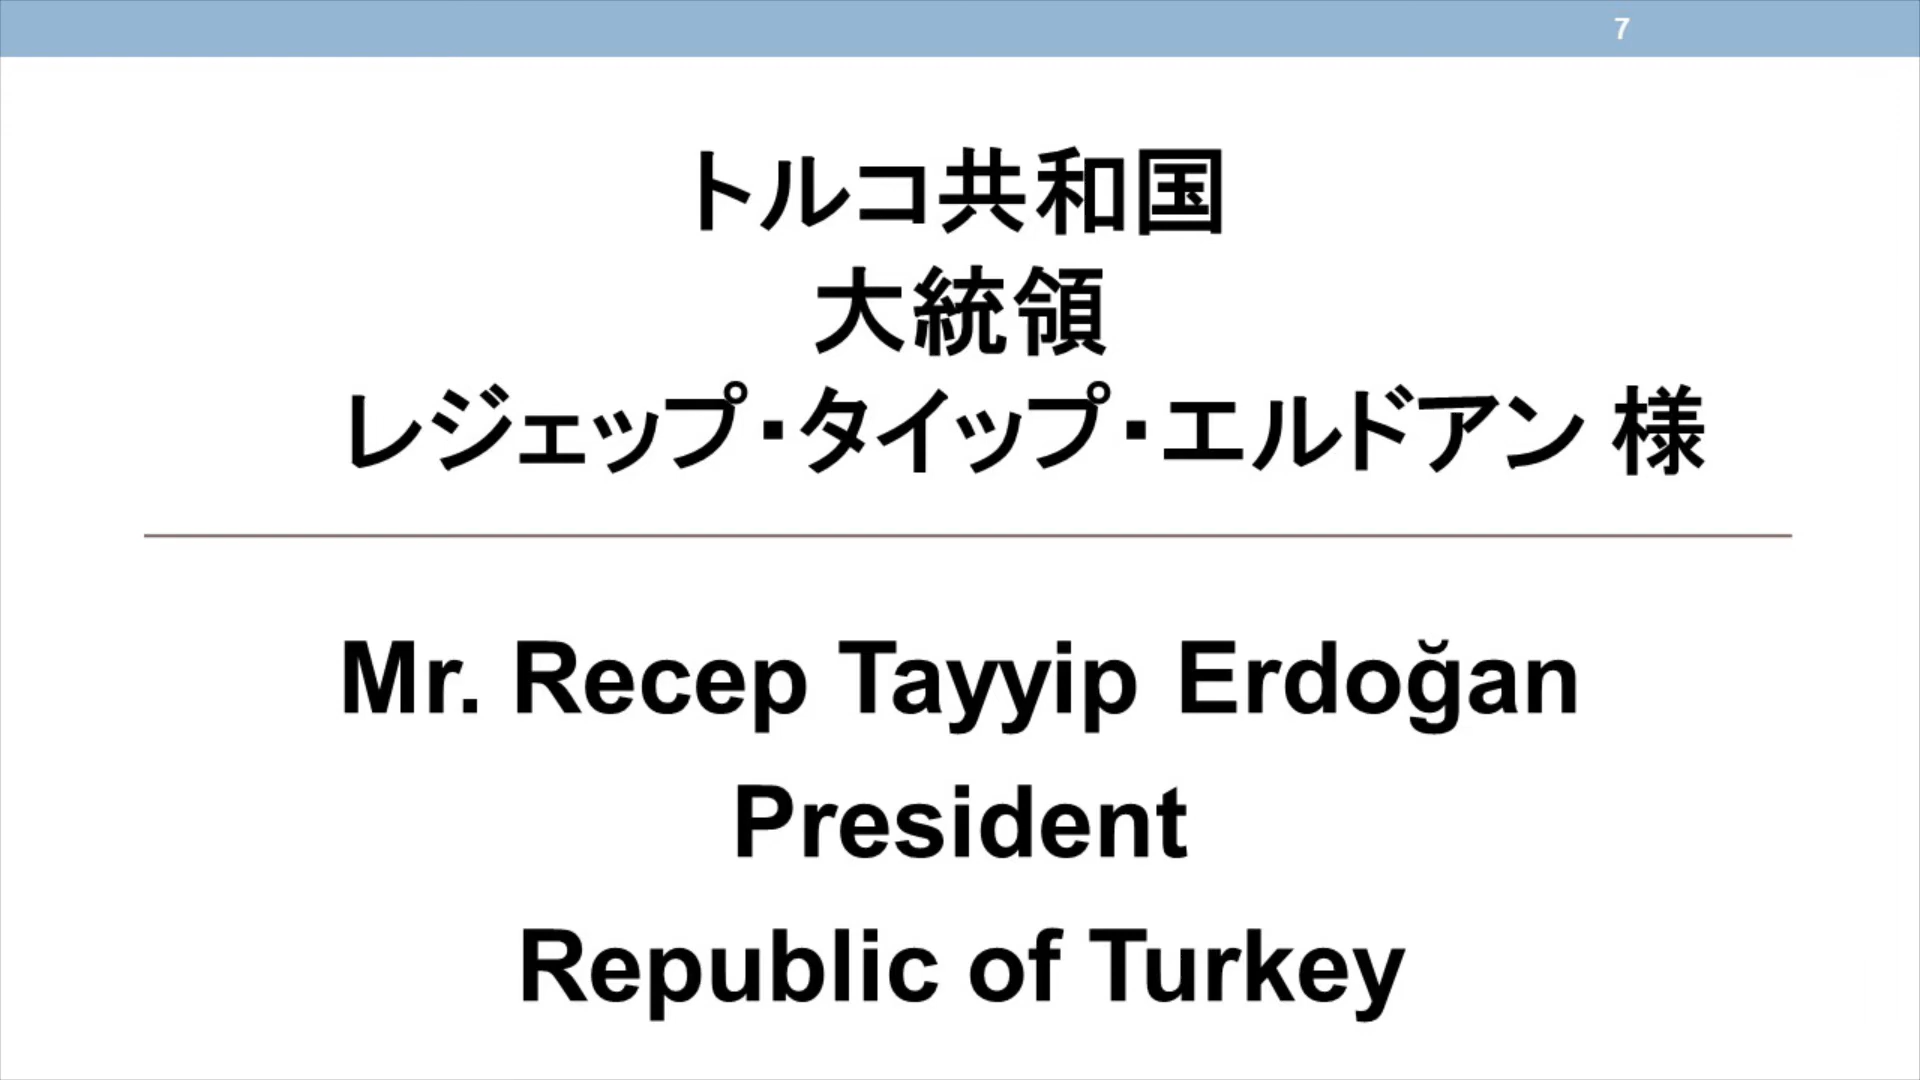 7
トルコ共和国
大統領
レジェップ・タイップ・エルドアン 様
Mr. Recep Tayyip Erdoğan
President
Republic of Turkey